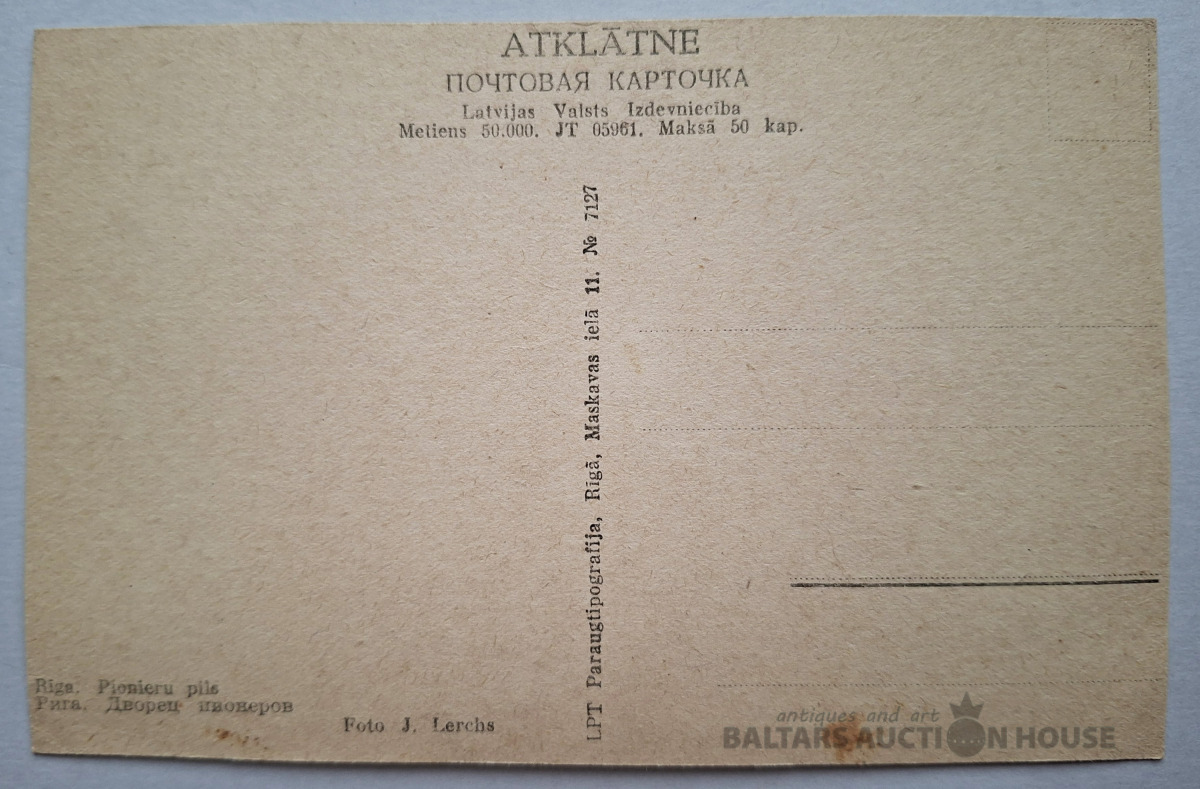 ATKLĀTNE
ПОЧТОВАЯ КАРТОЧКА
Latvijas Valsts Izdevniecība
Metiens 50.000. JT 05961. Maksā 50 kap.
LPT Paraugtipografija, Rīgā, Maskavas ielā 11. № 7127
Rīga. Pionieru pils
Рига. Дворец пионеров
Foto J. Lerchs
antiques and art
BALTARS AUCTION HOUSE